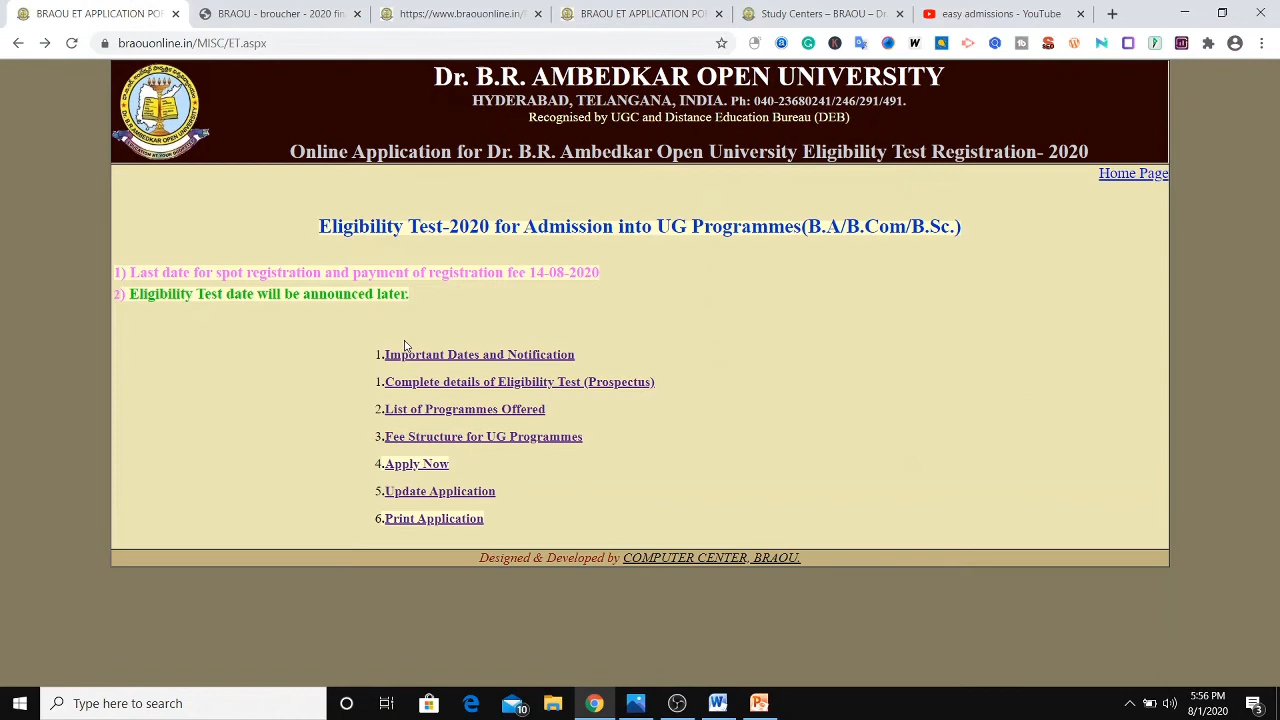 BRAOU ET APPLICATION PO
BRAOU - broucher - 2020 fin
https://www.braouonline.in/
BRAOU ET APPLICATION PO
Study Centers – BRAOU – Dr
easy admissions - YouTube
braouonline.in/MISC/ET.aspx
Dr. B.R. AMBEDKAR OPEN UNIVERSITY
HYDERABAD, TELANGANA, INDIA. Ph: 040-23680241/246/291/491.
Recognised by UGC and Distance Education Bureau (DEB)
Online Application for Dr. B.R. Ambedkar Open University Eligibility Test Registration- 2020
Home Page
Eligibility Test-2020 for Admission into UG Programmes(B.A/B.Com/B.Sc.)
1) Last date for spot registration and payment of registration fee 14-08-2020
2) Eligibility Test date will be announced later.
1.Important Dates and Notification
1.Complete details of Eligibility Test (Prospectus)
2.List of Programmes Offered
3.Fee Structure for UG Programmes
4.Apply Now
5.Update Application
6.Print Application
Designed & Developed by COMPUTER CENTER, BRAOU.
Type here to search
10
5:56 PM
8/1/2020
3